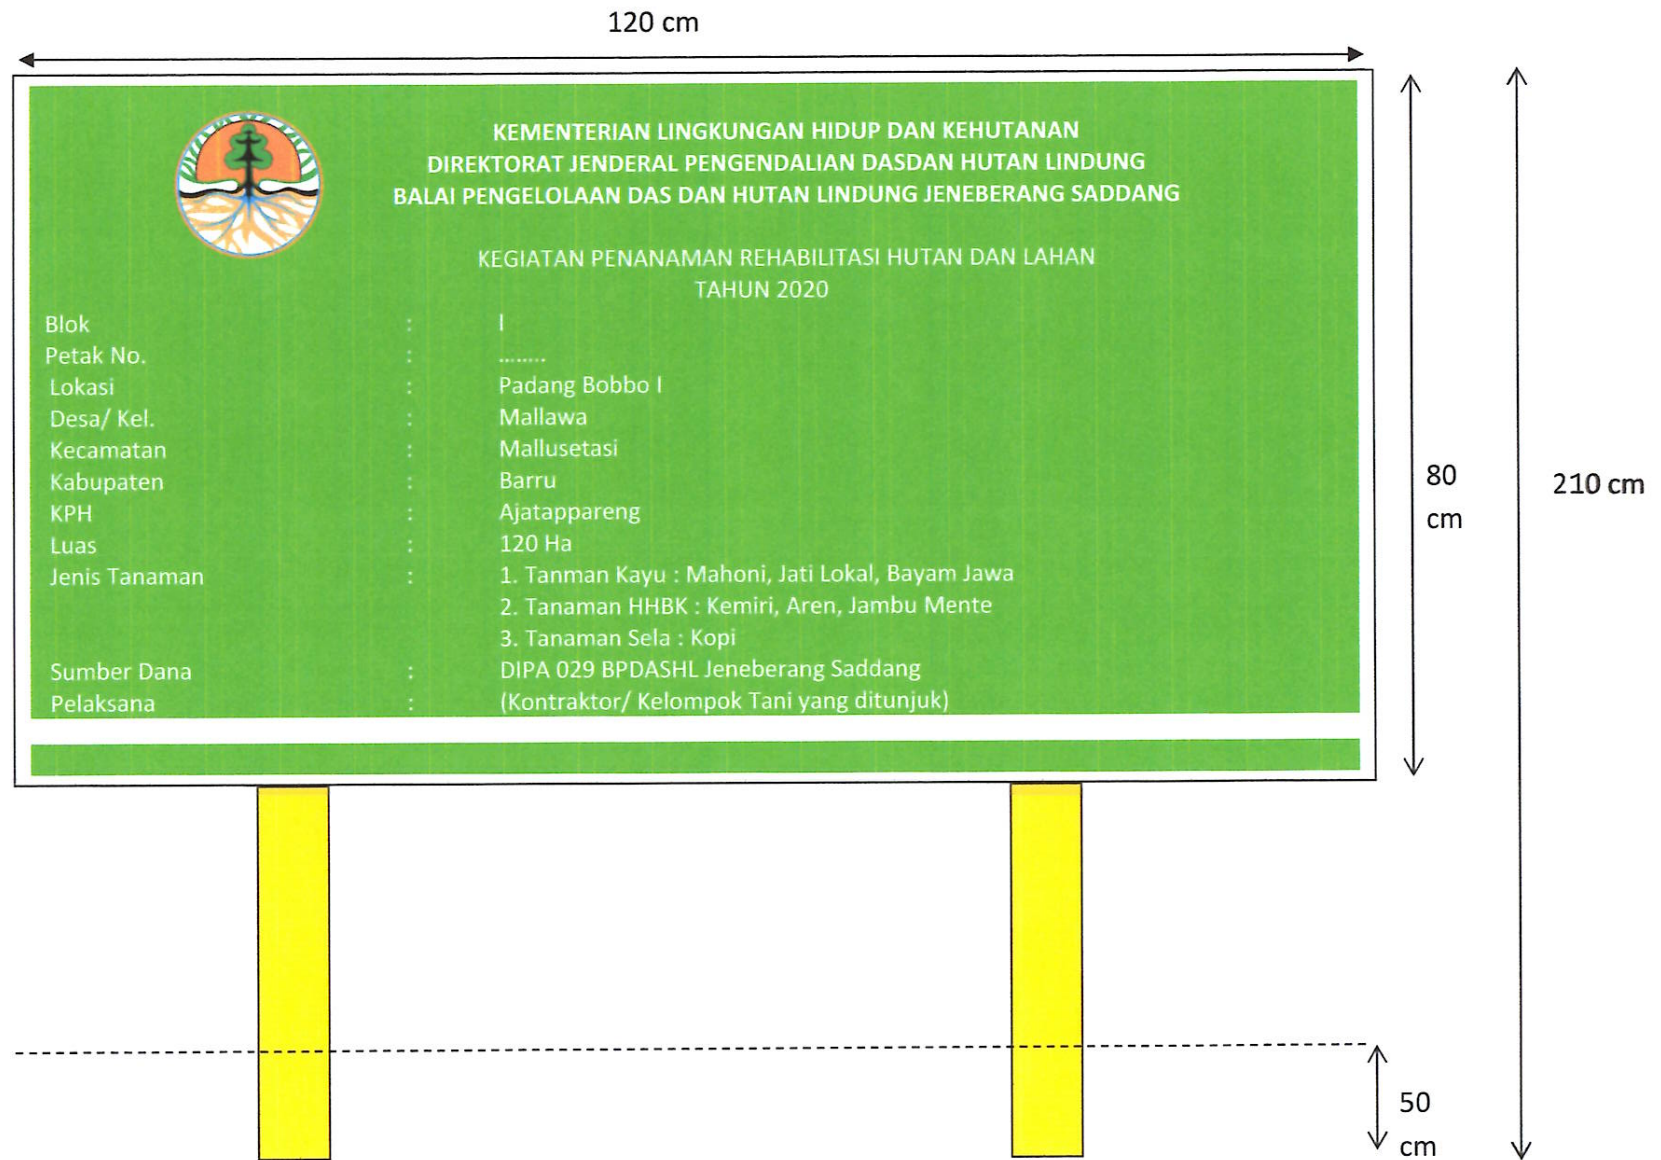 120 cm
KEMENTERIAN LINGKUNGAN HIDUP DAN KEHUTANAN
DIREKTORAT JENDERAL PENGENDALIAN DASDAN HUTAN LINDUNG
BALAI PENGELOLAAN DAS DAN HUTAN LINDUNG JENEBERANG SADDANG
KEGIATAN PENANAMAN REHABILITASI HUTAN DAN LAHAN
TAHUN 2020
Blok : I
Petak No. : ........
Lokasi : Padang Bobbo I
Desa/ Kel. : Mallawa
Kecamatan : Mallusetasi
Kabupaten : Barru
KPH : Ajatappareng
Luas : 120 Ha
Jenis Tanaman : 1. Tanman Kayu : Mahoni, Jati Lokal, Bayam Jawa
2. Tanaman HHBK : Kemiri, Aren, Jambu Mente
3. Tanaman Sela : Kopi
Sumber Dana : DIPA 029 BPDASHL Jeneberang Saddang
Pelaksana : (Kontraktor/ Kelompok Tani yang ditunjuk)
80
cm
210 cm
50
cm